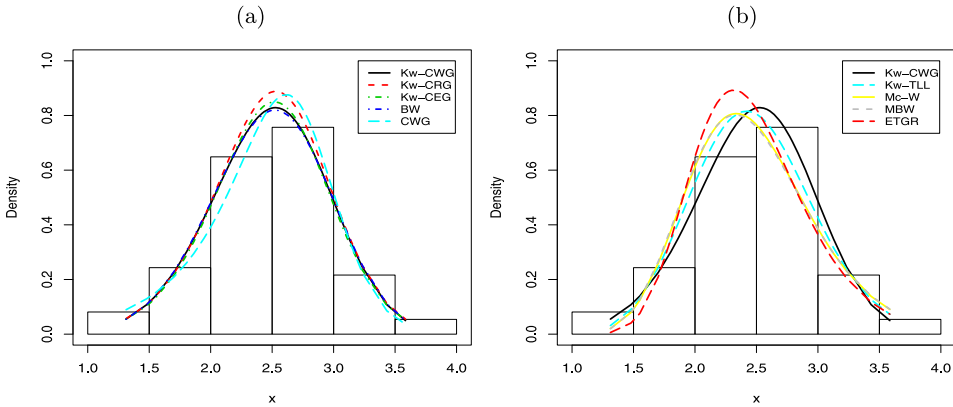 (a)
Kw−CWG
Kw−CRG
Kw−CEG
BW
CWG
Density
0.0 0.2 0.4 0.6 0.8 1.0
1.0 1.5 2.0 2.5 3.0 3.5 4.0
x
(b)
Kw−CWG
Kw−TLL
Mc−W
MBW
ETGR
Density
0.0 0.2 0.4 0.6 0.8 1.0
1.0 1.5 2.0 2.5 3.0 3.5 4.0
x